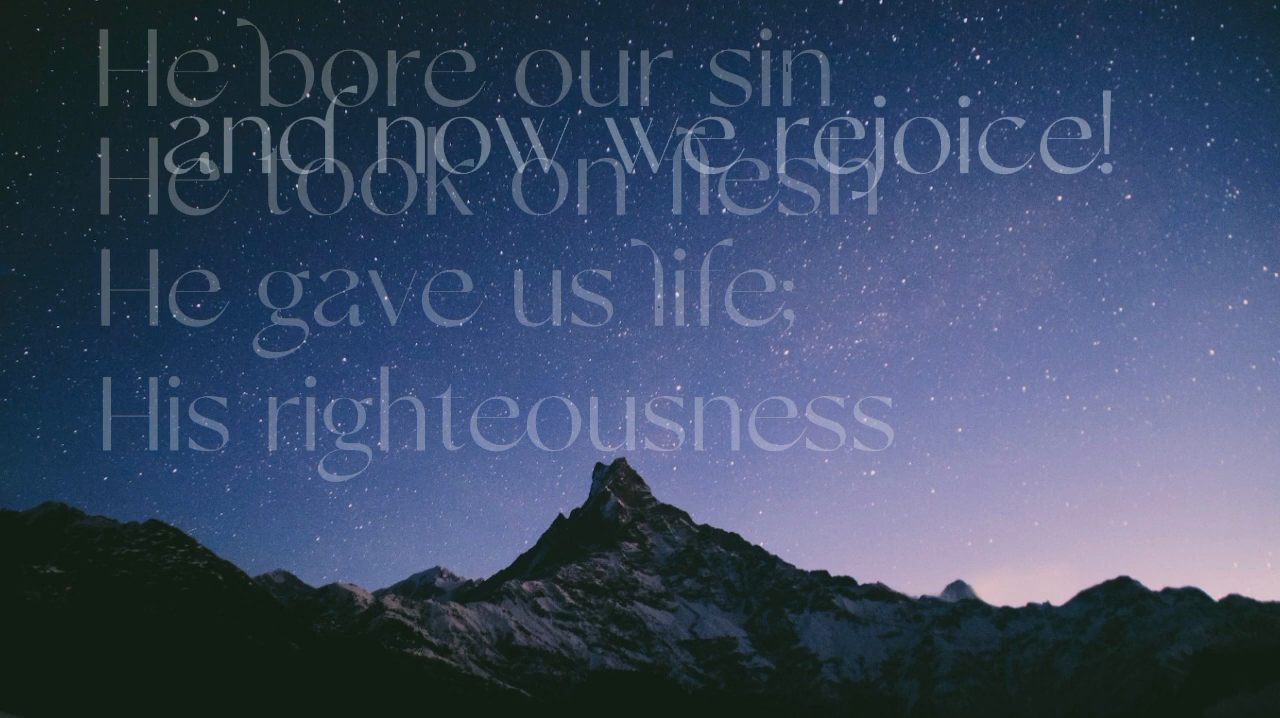 He bore our sin
and now we rejoice!
He took on flesh
He gave us life;
His righteousness